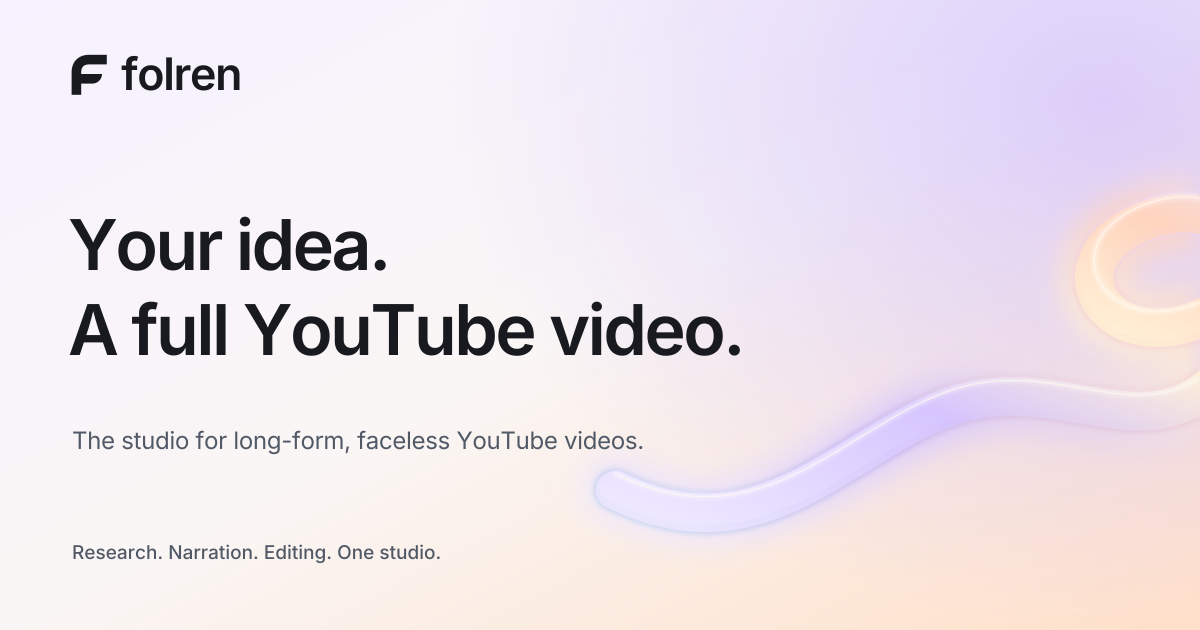 folren
Your idea.
A full YouTube video.
The studio for long-form, faceless YouTube videos.
Research. Narration. Editing. One studio.